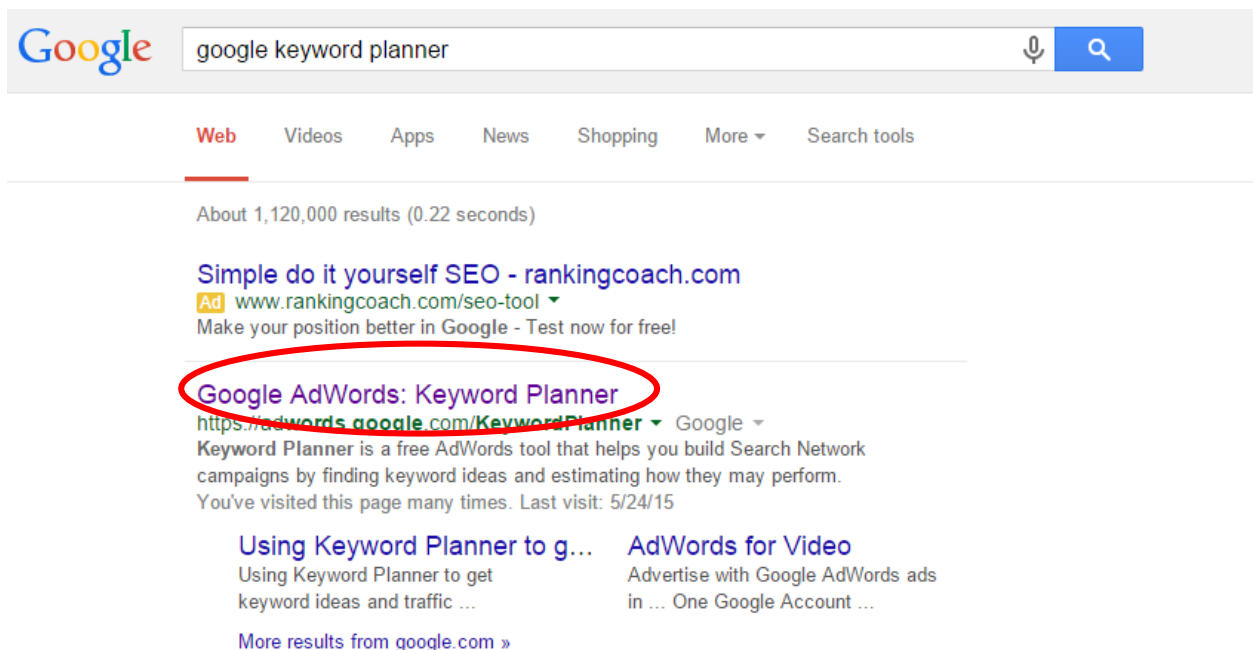 Google google keyword planner
Web Videos Apps News Shopping More Search tools
About 1,120,000 results (0.22 seconds)
Simple do it yourself SEO - rankingcoach.com
Ad www.rankingcoach.com/seo-tool
Make your position better in Google - Test now for free!
Google AdWords: Keyword Planner
https://adwords.google.com/KeywordPlanner Google
Keyword Planner is a free AdWords tool that helps you build Search Network
campaigns by finding keyword ideas and estimating how they may perform.
You've visited this page many times. Last visit: 5/24/15
Using Keyword Planner to g... AdWords for Video
Using Keyword Planner to get Advertise with Google AdWords ads
keyword ideas and traffic ... in ... One Google Account ...
More results from google.com »